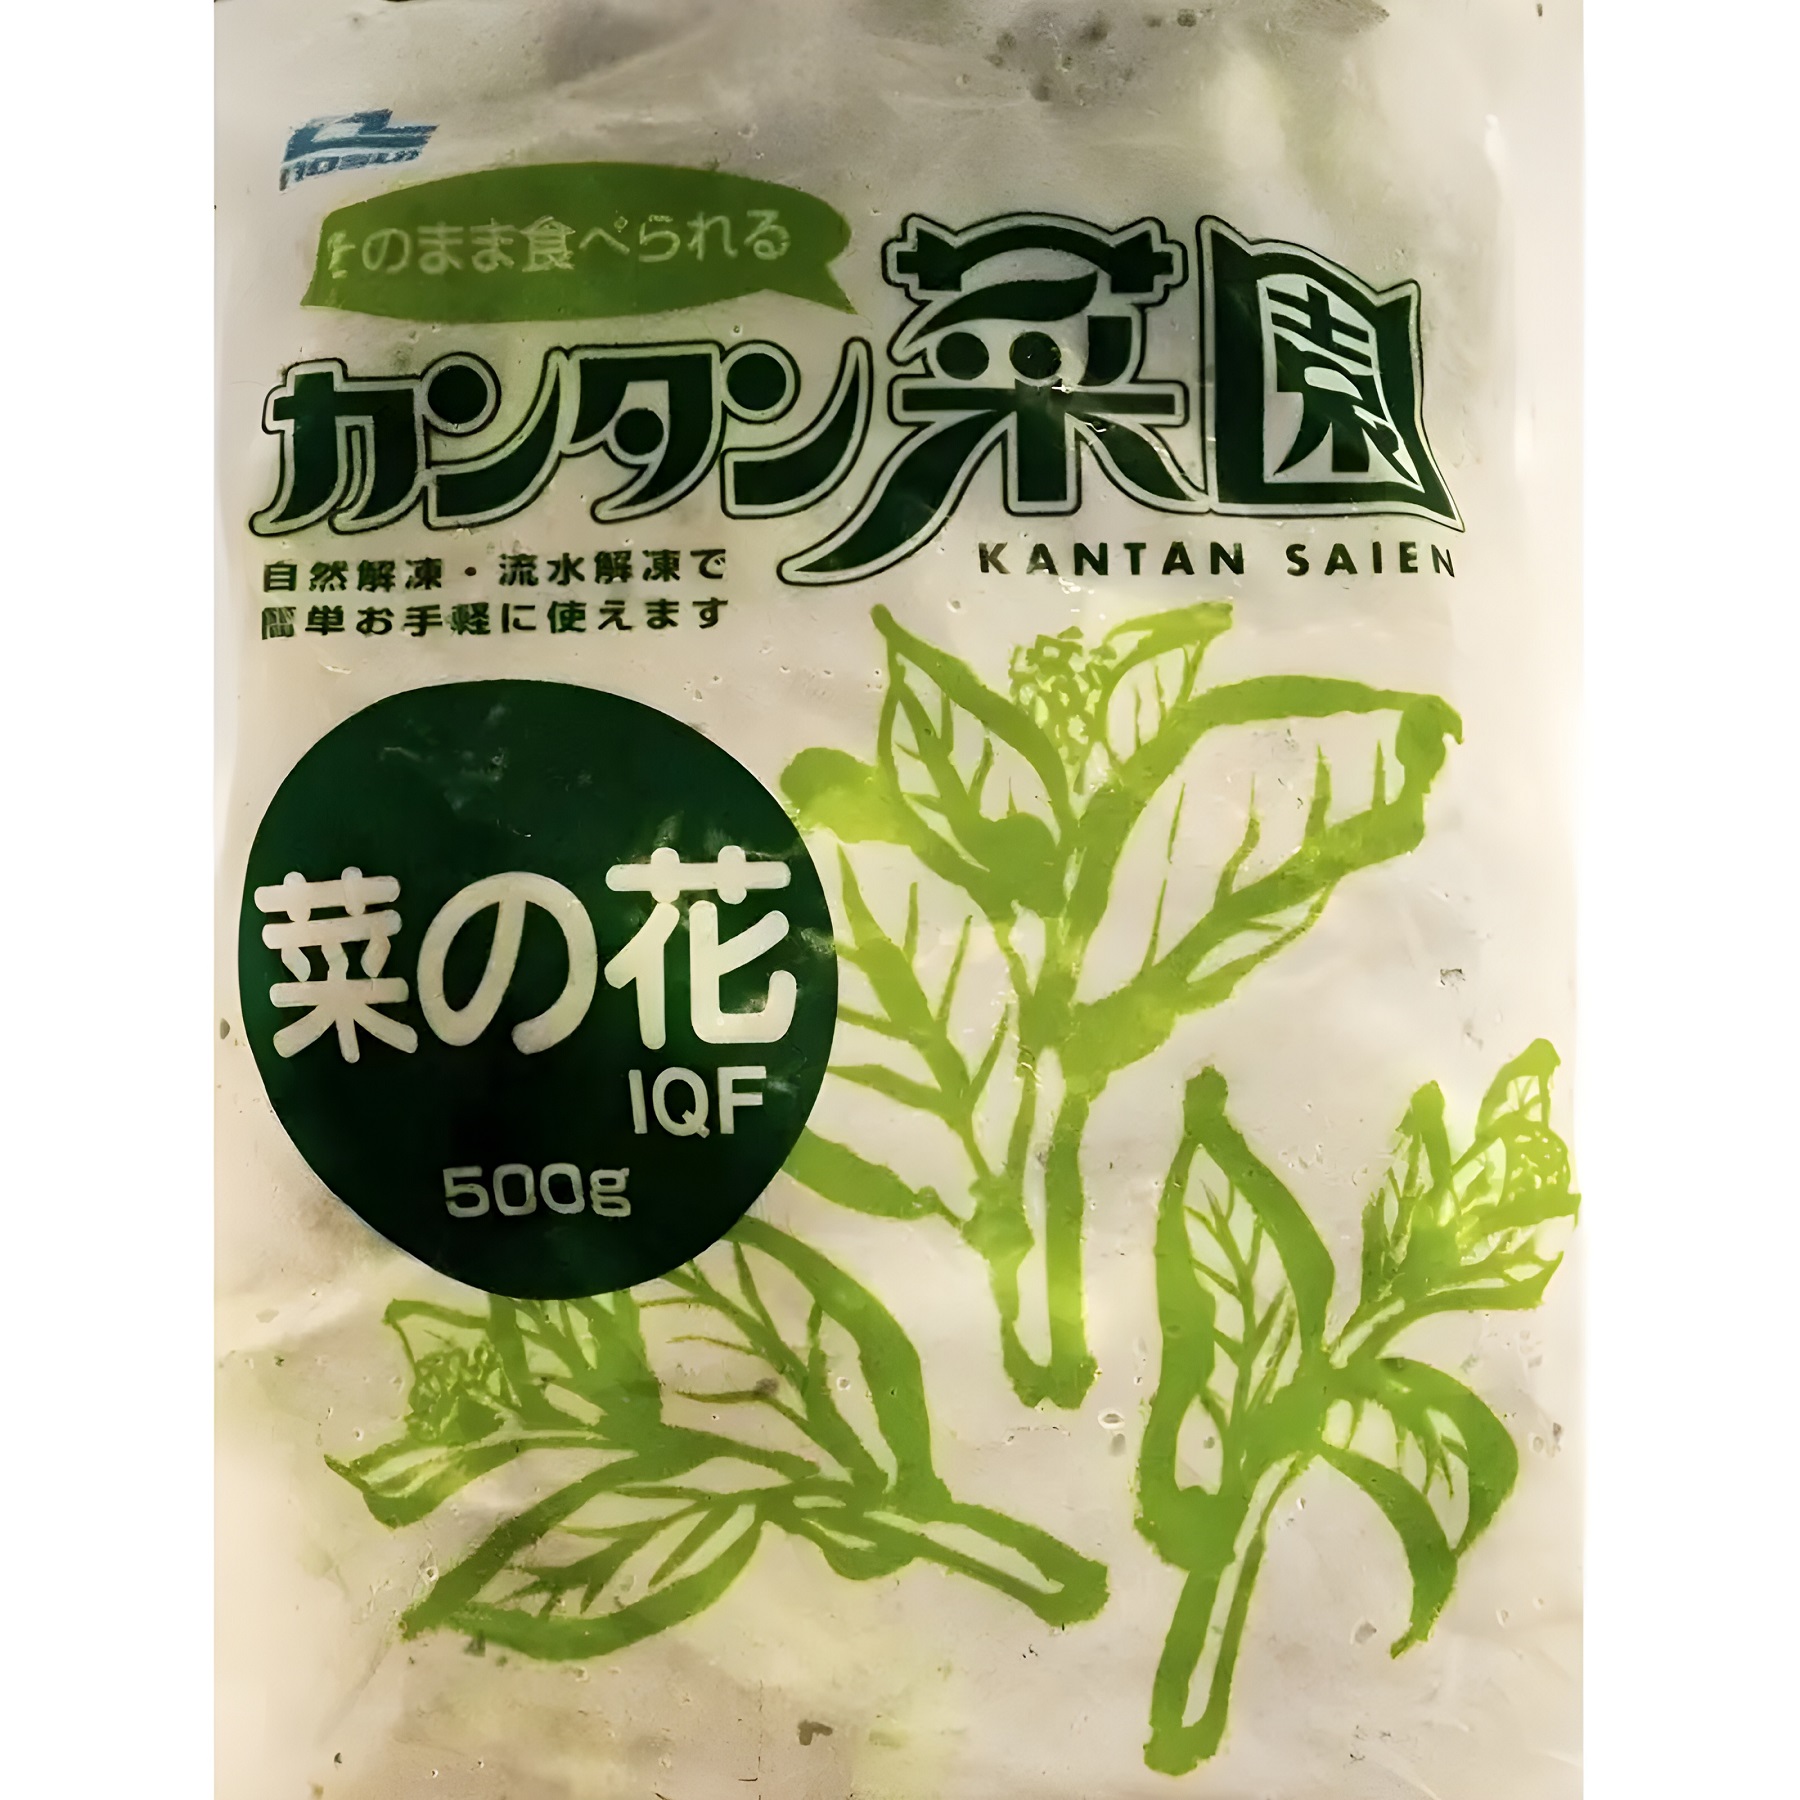 そのまま食べられる
カンタン菜園
KANTAN SAIEN
自然解凍・流水解凍で
簡単お手軽に使えます
菜の花
IQF
500g